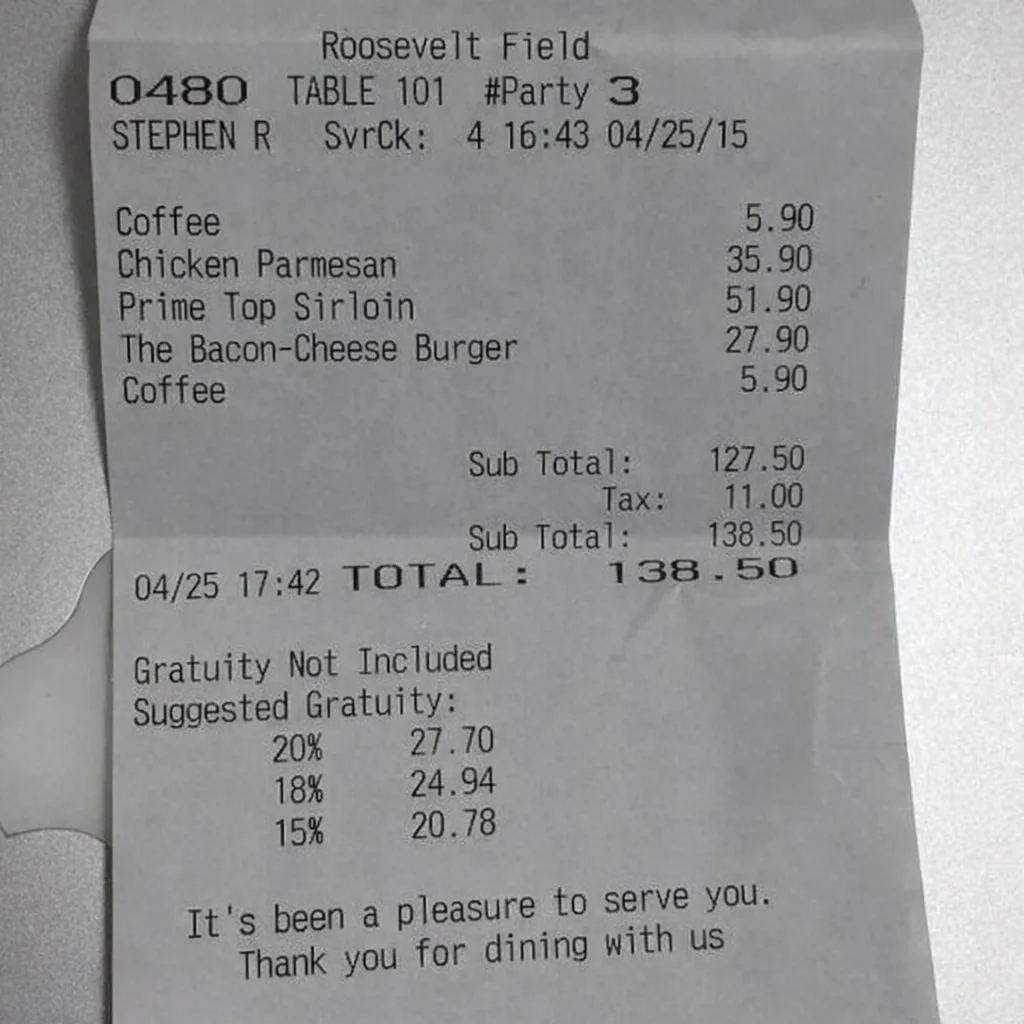 Roosevelt Field
0480 TABLE 101 #Party 3
STEPHEN R SvrCk: 4 16:43 04/25/15
Coffee 5.90
Chicken Parmesan 35.90
Prime Top Sirloin 51.90
The Bacon-Cheese Burger 27.90
Coffee 5.90
Sub Total: 127.50
Tax: 11.00
Sub Total: 138.50
04/25 17:42 TOTAL: 138.50
Gratuity Not Included
Suggested Gratuity:
20% 27.70
18% 24.94
15% 20.78
It's been a pleasure to serve you.
Thank you for dining with us